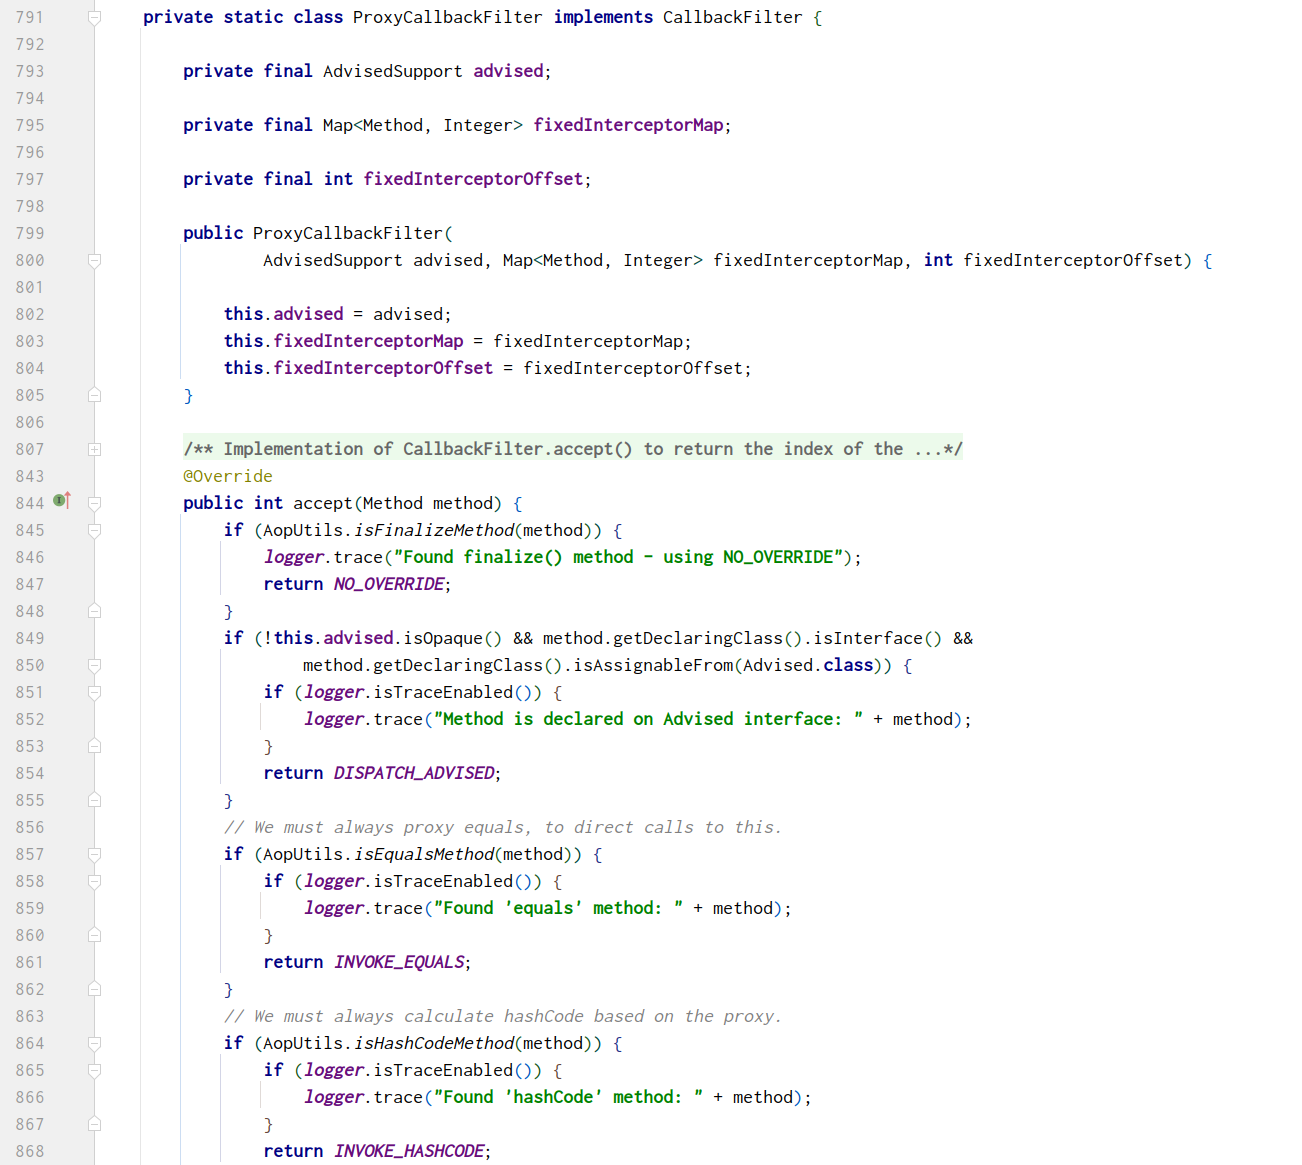 791 private static class ProxyCallbackFilter implements CallbackFilter {
792
793 private final AdvisedSupport advised;
794
795 private final Map<Method, Integer> fixedInterceptorMap;
796
797 private final int fixedInterceptorOffset;
798
799 public ProxyCallbackFilter(
800 AdvisedSupport advised, Map<Method, Integer> fixedInterceptorMap, int fixedInterceptorOffset) {
801
802 this.advised = advised;
803 this.fixedInterceptorMap = fixedInterceptorMap;
804 this.fixedInterceptorOffset = fixedInterceptorOffset;
805 }
806
807 /** Implementation of CallbackFilter.accept() to return the index of the ...*/
843 @Override
844 public int accept(Method method) {
845 if (AopUtils.isFinalizeMethod(method)) {
846 logger.trace("Found finalize() method - using NO_OVERRIDE");
847 return NO_OVERRIDE;
848 }
849 if (!this.advised.isOpaque() && method.getDeclaringClass().isInterface() &&
850 method.getDeclaringClass().isAssignableFrom(Advised.class)) {
851 if (logger.isTraceEnabled()) {
852 logger.trace("Method is declared on Advised interface: " + method);
853 }
854 return DISPATCH_ADVISED;
855 }
856 // We must always proxy equals, to direct calls to this.
857 if (AopUtils.isEqualsMethod(method)) {
858 if (logger.isTraceEnabled()) {
859 logger.trace("Found 'equals' method: " + method);
860 }
861 return INVOKE_EQUALS;
862 }
863 // We must always calculate hashCode based on the proxy.
864 if (AopUtils.isHashCodeMethod(method)) {
865 if (logger.isTraceEnabled()) {
866 logger.trace("Found 'hashCode' method: " + method);
867 }
868 return INVOKE_HASHCODE;